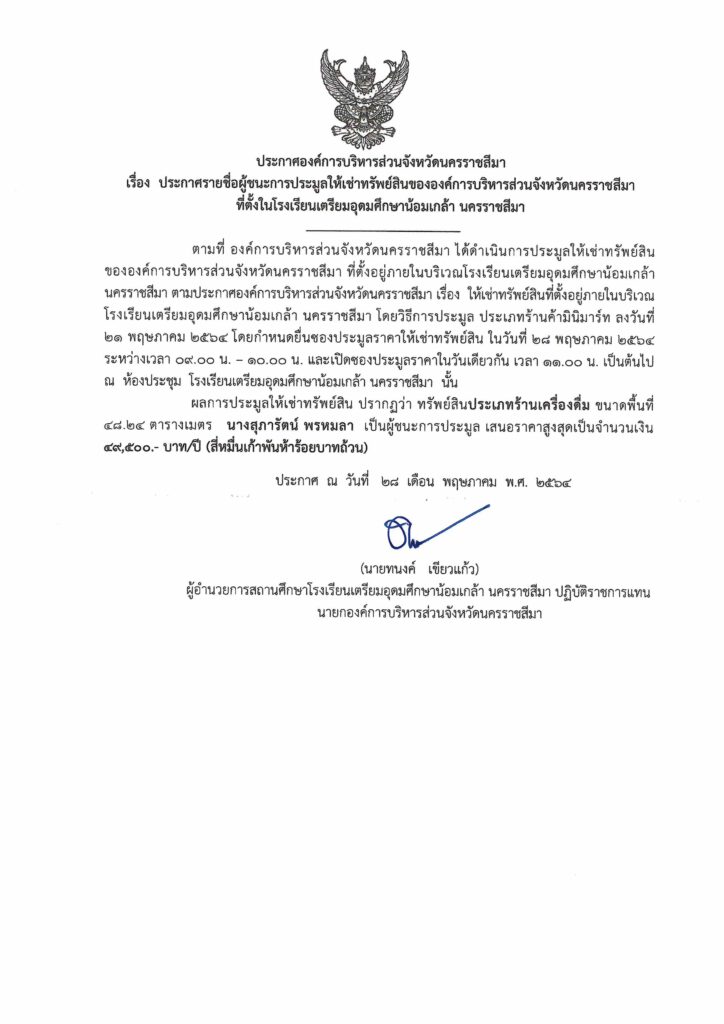 ประกาศองค์การบริหารส่วนจังหวัดนครราชสีมา
เรื่อง ประกาศรายชื่อผู้ชนะการประมูลให้เช่าทรัพย์สินขององค์การบริหารส่วนจังหวัดนครราชสีมา
ที่ตั้งในโรงเรียนเตรียมอุดมศึกษาน้อมเกล้า นครราชสีมา
ตามที่ องค์การบริหารส่วนจังหวัดนครราชสีมา ได้ดำเนินการประมูลให้เช่าทรัพย์สิน
ขององค์การบริหารส่วนจังหวัดนครราชสีมา ที่ตั้งอยู่ภายในบริเวณโรงเรียนเตรียมอุดมศึกษาน้อมเกล้า
นครราชสีมา ตามประกาศองค์การบริหารส่วนจังหวัดนครราชสีมา เรื่อง ให้เช่าทรัพย์สินที่ตั้งอยู่ภายในบริเวณ
โรงเรียนเตรียมอุดมศึกษาน้อมเกล้า นครราชสีมา โดยวิธีการประมูล ประเภทร้านค้ามินิมาร์ท ลงวันที่
๒๑ พฤษภาคม ๒๕๖๔ โดยกำหนดยื่นซองประมูลราคาให้เช่าทรัพย์สิน ในวันที่ ๒๘ พฤษภาคม ๒๕๖๔
ระหว่างเวลา ๐๙.๐๐ น. – ๑๐.๐๐ น. และเปิดซองประมูลราคาในวันเดียวกัน เวลา ๑๑.๐๐ น. เป็นต้นไป
ณ ห้องประชุม โรงเรียนเตรียมอุดมศึกษาน้อมเกล้า นครราชสีมา นั้น
ผลการประมูลให้เช่าทรัพย์สิน ปรากฏว่า ทรัพย์สินประเภทร้านเครื่องดื่ม ขนาดพื้นที่
๔๘.๒๔ ตารางเมตร นางสุภารัตน์ พรหมลา เป็นผู้ชนะการประมูล เสนอราคาสูงสุดเป็นจำนวนเงิน
๔๙,๕๐๐.- บาท/ปี (สี่หมื่นเก้าพันห้าร้อยบาทถ้วน)
ประกาศ ณ วันที่ ๒๘ เดือน พฤษภาคม พ.ศ. ๒๕๖๔
(นายทนงค์ เขียวแก้ว)
ผู้อำนวยการสถานศึกษาโรงเรียนเตรียมอุดมศึกษาน้อมเกล้า นครราชสีมา ปฏิบัติราชการแทน
นายกองค์การบริหารส่วนจังหวัดนครราชสีมา